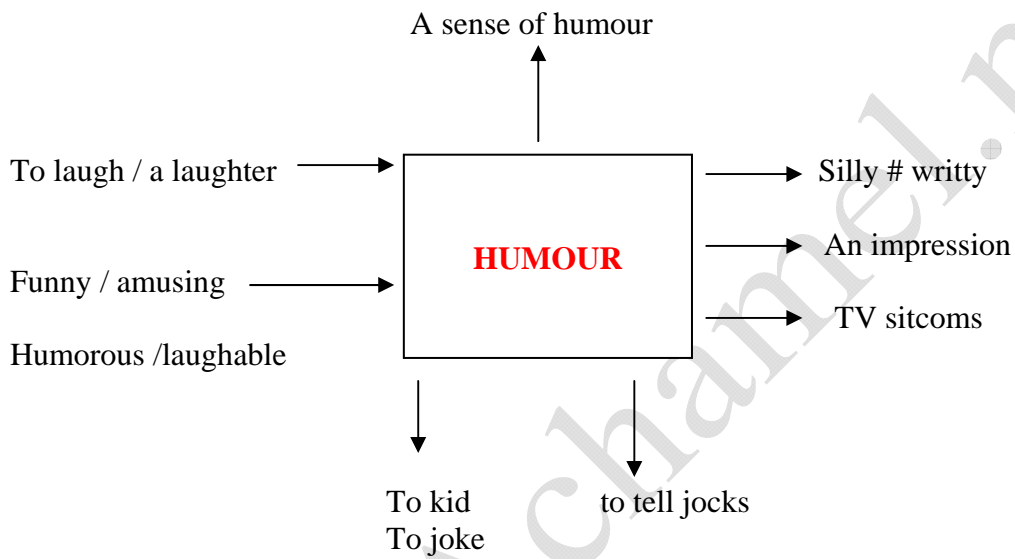 A sense of humour
To laugh / a laughter
Silly # writty
HUMOUR
An impression
Funny / amusing
TV sitcoms
Humorous /laughable
To kid
to tell jocks
To joke
chamel.n